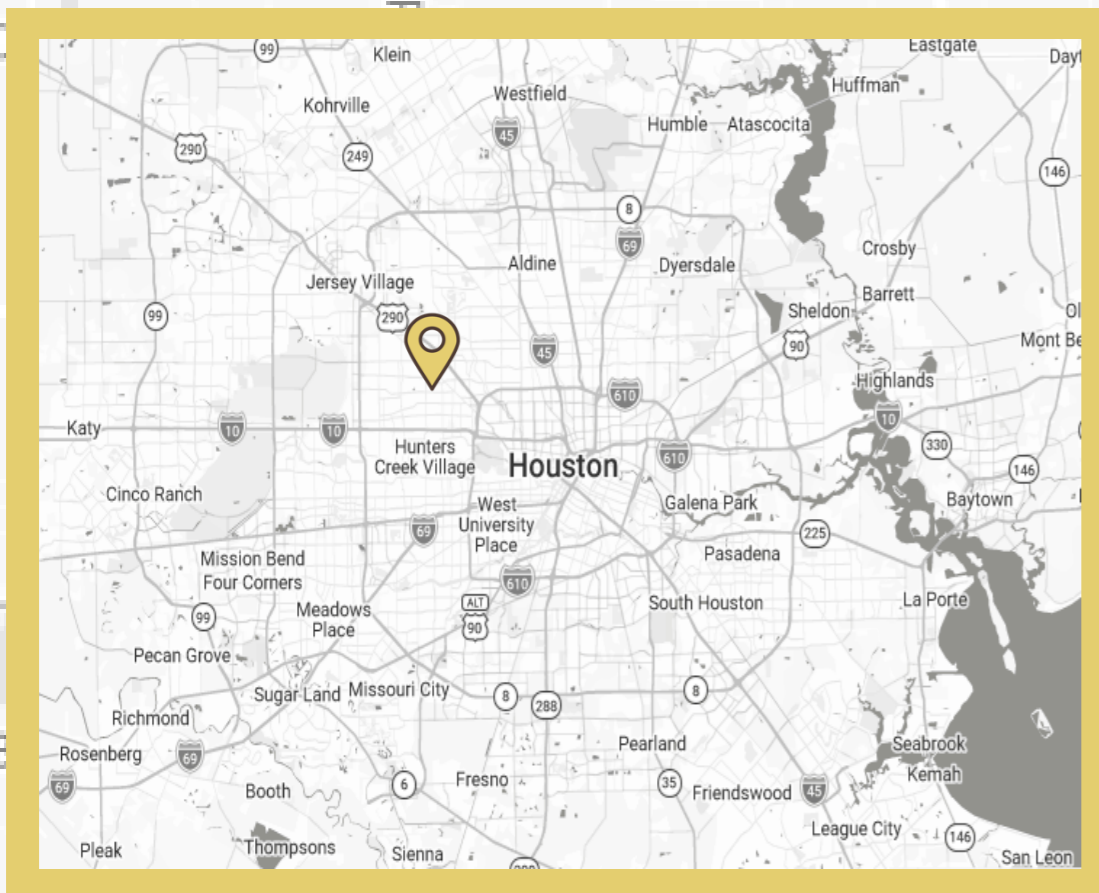 Eastgate
99
Klein
Dayt
Huffman
Westfield
Kohrville
Humble
Atascocita
45
290
249
146
8
69
Crosby
Aldine
Dyersdale
Jersey Village
Barrett
99
290
Sheldon
Ol
90
Mont Be
45
Highlands
610
10
Katy
10
10
330
Hunters
Creek Village
Houston
610
146
Cinco Ranch
Baytown
West
University
Place
Galena Park
69
225
Mission Bend
Pasadena
Four Corners
610
ALT
90
Meadows
Place
South Houston
La Porte
99
Pecan Grove
Sugar Land
Missouri City
8
288
8
Richmond
Pearland
Seabrook
Rosenberg
69
Kemah
69
Booth
6
Fresno
35
Friendswood
45
League City
146
Pleak
Thompsons
Sienna
San Leon